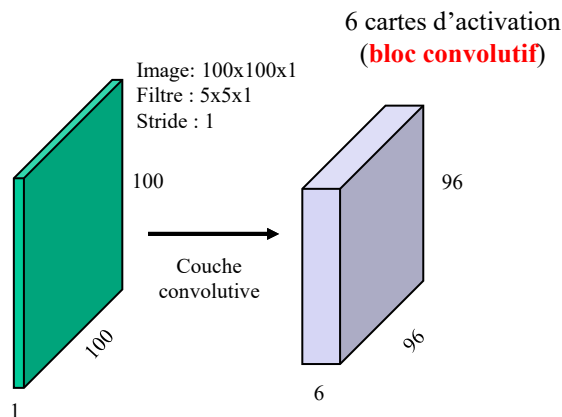 6 cartes d’activation
(bloc convolutif)
Image: 100x100x1
Filtre : 5x5x1
Stride : 1
100
96
Couche
convolutive
100
96
1
6